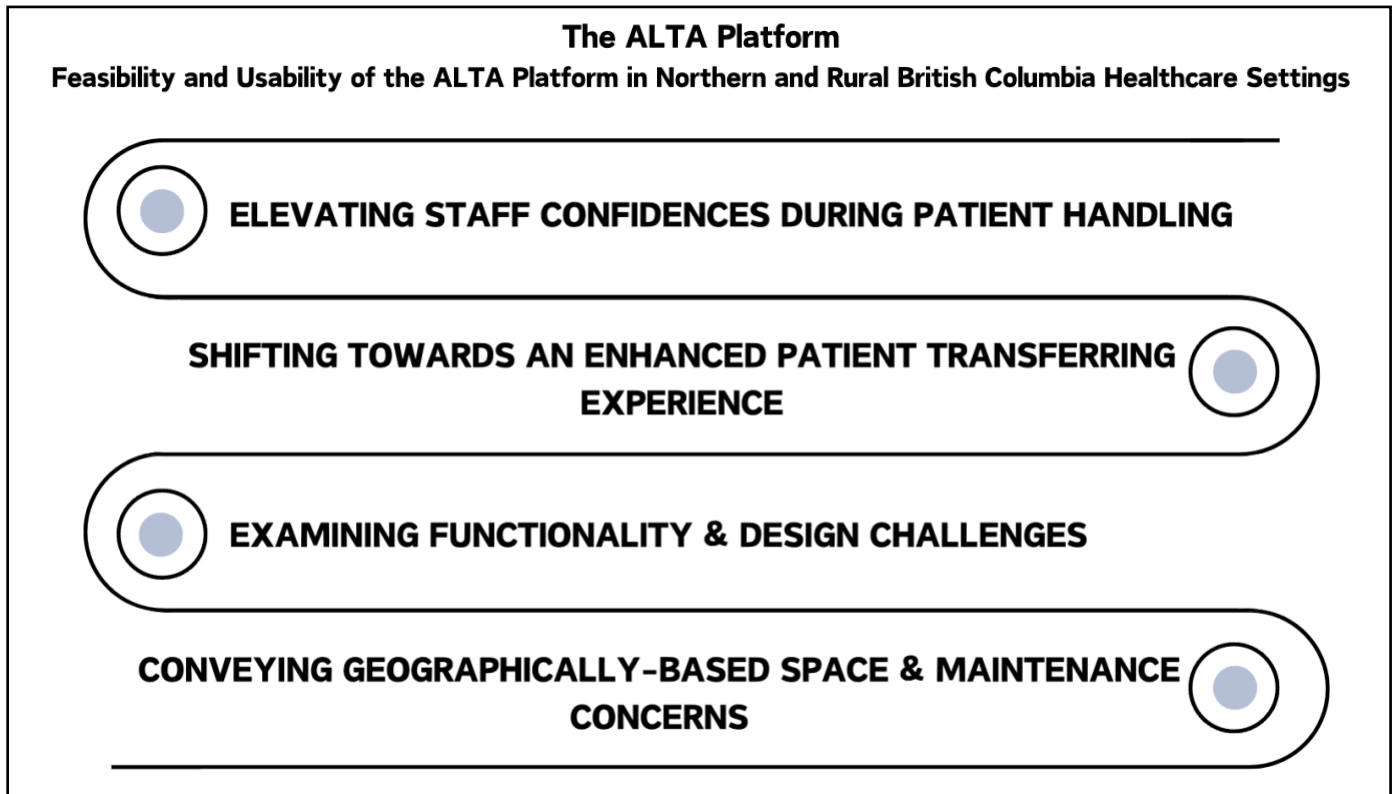 The ALTA Platform
Feasibility and Usability of the ALTA Platform in Northern and Rural British Columbia Healthcare Settings
ELEVATING STAFF CONFIDENCES DURING PATIENT HANDLING
SHIFTING TOWARDS AN ENHANCED PATIENT TRANSFERRING
EXPERIENCE
EXAMINING FUNCTIONALITY & DESIGN CHALLENGES
CONVEYING GEOGRAPHICALLY-BASED SPACE & MAINTENANCE
CONCERNS